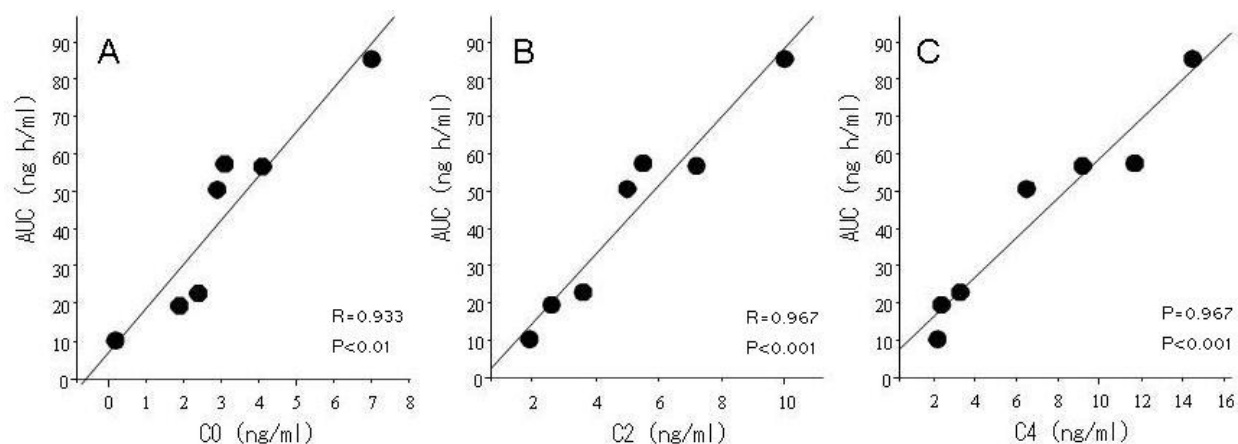 A
AUC (ng h/ml)
90
80
70
60
50
40
30
20
10
0
R=0.933
P<0.01
0 1 2 3 4 5 6 7 8
C0 (ng/ml)
B
AUC (ng h/ml)
90
80
70
60
50
40
30
20
10
0
R=0.967
P<0.001
2 4 6 8 10
C2 (ng/ml)
C
AUC (ng h/ml)
90
80
70
60
50
40
30
20
10
0
P=0.967
P<0.001
2 4 6 8 10 12 14 16
C4 (ng/ml)